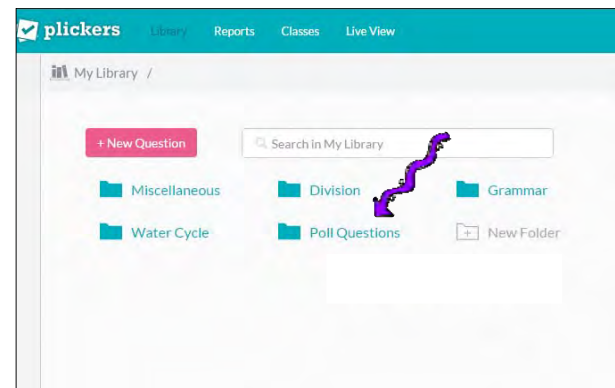 plickers Library Reports Classes Live View
My Library /
+ New Question Search in My Library
Miscellaneous Division Grammar
Water Cycle Poll Questions + New Folder